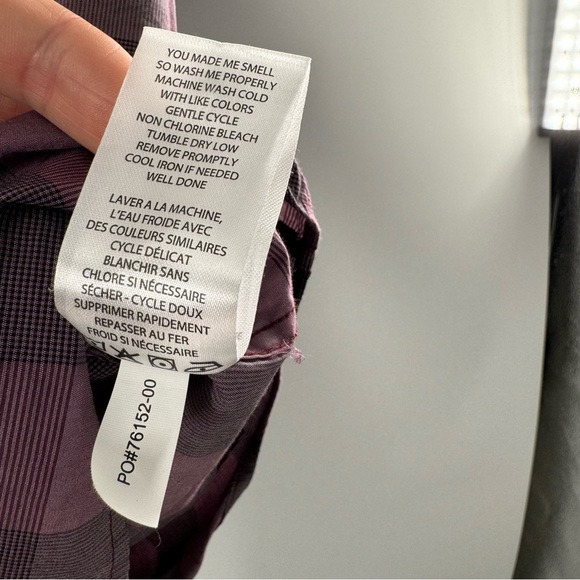 YOU MADE ME SMELL
SO WASH ME PROPERLY
MACHINE WASH COLD
WITH LIKE COLORS
GENTLE CYCLE
NON CHLORINE BLEACH
TUMBLE DRY LOW
REMOVE PROMPTLY
COOL IRON IF NEEDED
WELL DONE
LAVER A LA MACHINE,
L'EAU FROIDE AVEC
DES COULEURS SIMILAIRES
CYCLE DÉLICAT
BLANCHIR SANS
CHLORE SI NÉCESSAIRE
SÉCHER - CYCLE DOUX
SUPPRIMER RAPIDEMENT
REPASSER AU FER
FROID SI NÉCESSAIRE
PO#76152-00